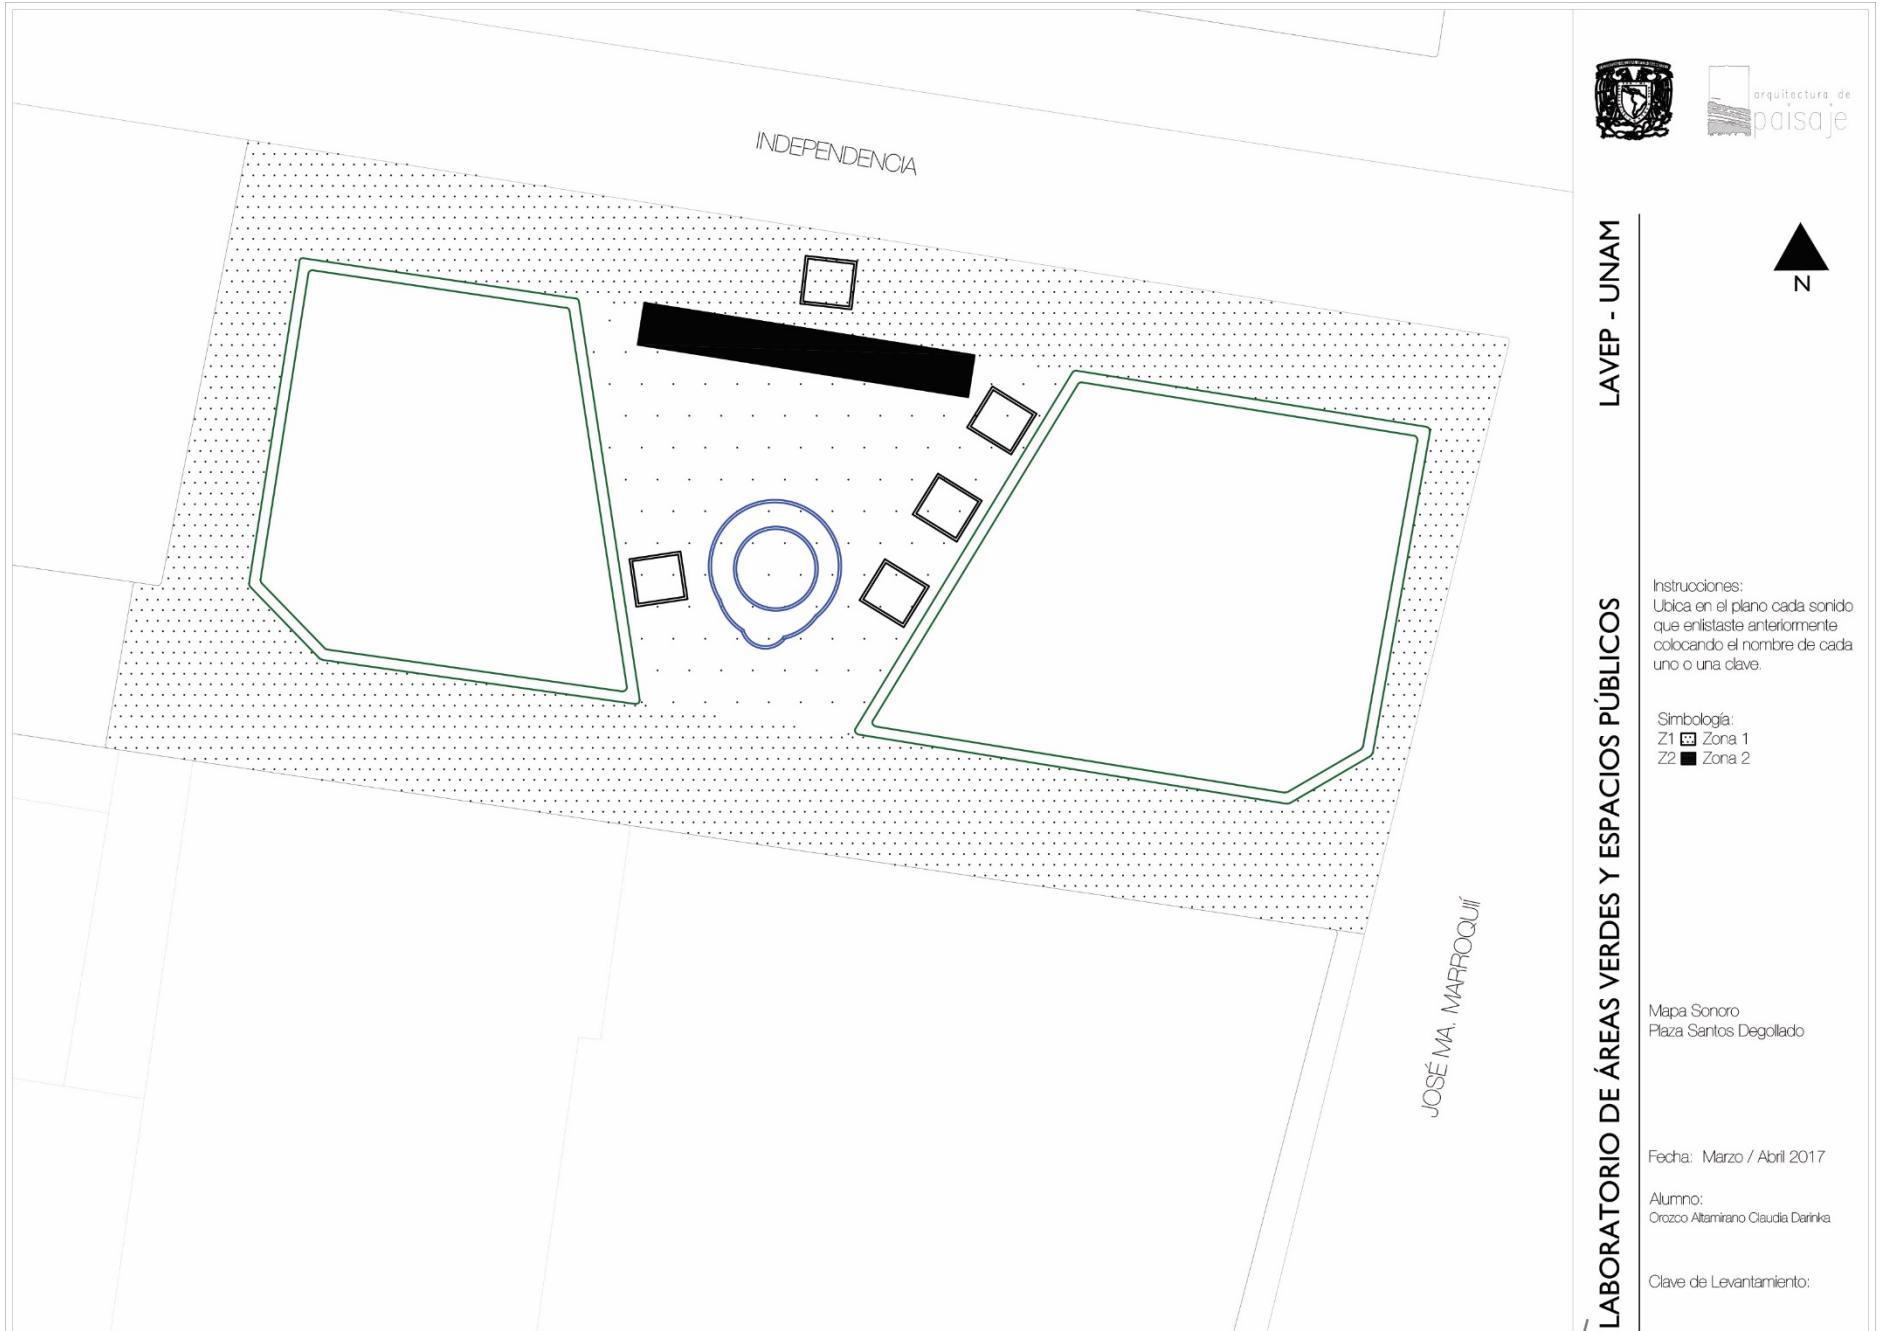 INDEPENDENCIA
JOSÉ MA. MARROQUÍ
arquitectura de
paisaje
LAVEP - UNAM
LABORATORIO DE ÁREAS VERDES Y ESPACIOS PÚBLICOS
N
Instrucciones:
Ubica en el plano cada sonido
que enlistaste anteriormente
colocando el nombre de cada
uno o una clave.
Simbología:
Z1 Zona 1
Z2 Zona 2
Mapa Sonoro
Plaza Santos Degollado
Fecha: Marzo / Abril 2017
Alumno:
Orozco Altamirano Claudia Darinka
Clave de Levantamiento: